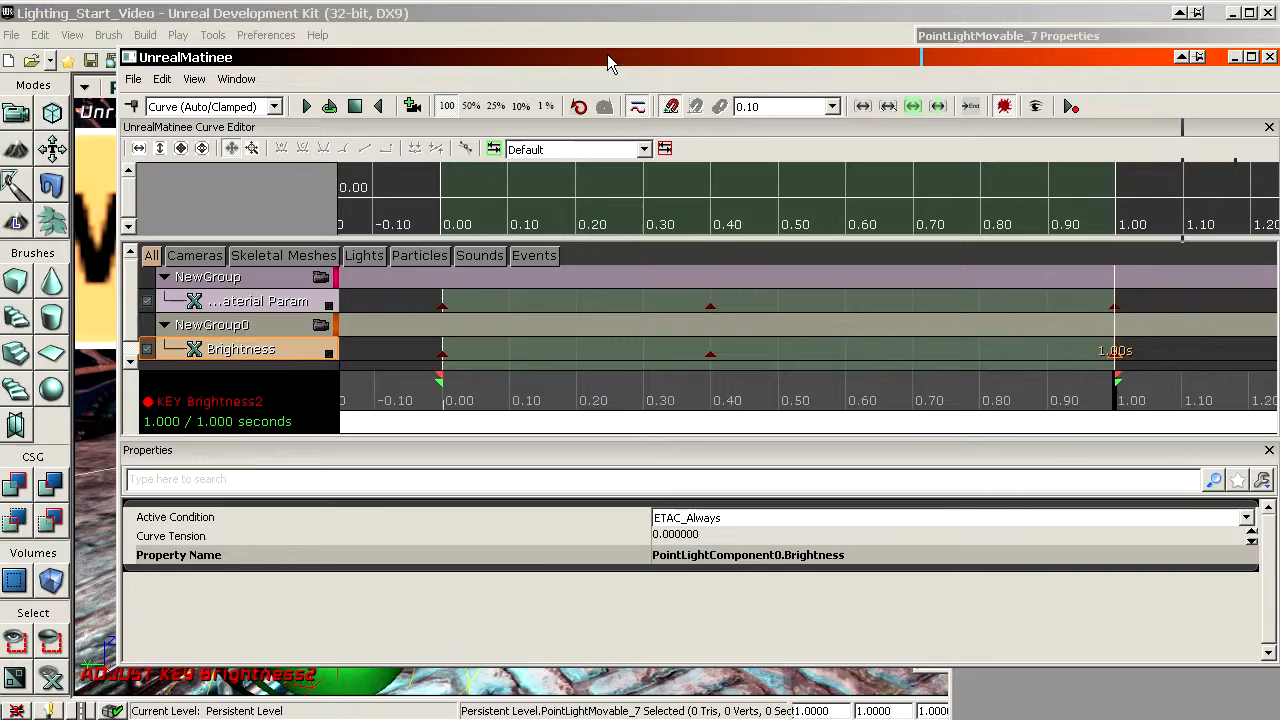 Lighting_Start_Video - Unreal Development Kit (32-bit, DX9)
File Edit View Brush Build Play Tools Preferences Help
PointLightMovable_7 Properties
UnrealMatinee
File Edit View Window
Modes
Curve (Auto/Clamped) 100 50% 25% 10% 0.10 End
UnrealMatinee Curve Editor
Default
0.00
-0.10 0.00 0.10 0.20 0.30 0.40 0.50 0.60 0.70 0.80 0.90 1.00 1.10 1.20
Brushes
All Cameras Skeletal Meshes Lights Particles Sounds Events
NewGroup
...aterial Param
NewGroup0
Brightness
1.00s
KEY Brightness2
-0.10 0.00 0.10 0.20 0.30 0.40 0.50 0.60 0.70 0.80 0.90 1.00 1.10 1.20
1.000 / 1.000 seconds
CSG
Properties
Type here to search
Active Condition ETAC_Always
Curve Tension 0.000000
Property Name PointLightComponent0.Brightness
Volumes
Select
ADJUST KEY Brightness2
Current Level: Persistent Level
Persistent Level.PointLightMovable_7 Selected (0 Tris, 0 Verts, 0 Sec
1.0000 1.0000 1.000